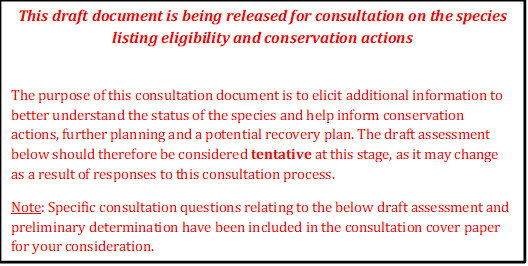 This draft document is being released for consultation on the species
listing eligibility and conservation actions
The purpose of this consultation document is to elicit additional information to
better understand the status of the species and help inform conservation
actions, further planning and a potential recovery plan. The draft assessment
below should therefore be considered tentative at this stage, as it may change
as a result of responses to this consultation process.
Note: Specific consultation questions relating to the below draft assessment and
preliminary determination have been included in the consultation cover paper
for your consideration.